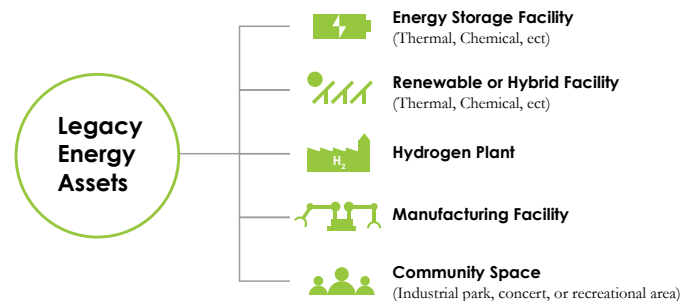 Legacy
Energy
Assets
Energy Storage Facility
(Thermal, Chemical, ect)
Renewable or Hybrid Facility
(Thermal, Chemical, ect)
H₂
Hydrogen Plant
Manufacturing Facility
Community Space
(Industrial park, concert, or recreational area)